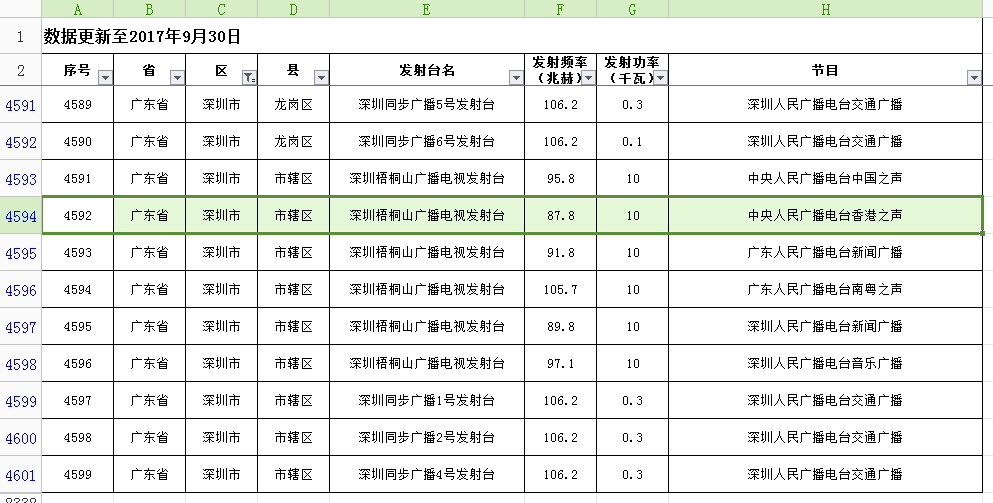 A B C D E F G H
1 数据更新至2017年9月30日
2 序号 省 区 县 发射台名 发射频率（兆赫） 发射功率（千瓦） 节目
4591 4589 广东省 深圳市 龙岗区 深圳同步广播5号发射台 106.2 0.3 深圳人民广播电台交通广播
4592 4590 广东省 深圳市 龙岗区 深圳同步广播6号发射台 106.2 0.1 深圳人民广播电台交通广播
4593 4591 广东省 深圳市 市辖区 深圳梧桐山广播电视发射台 95.8 10 中央人民广播电台中国之声
4594 4592 广东省 深圳市 市辖区 深圳梧桐山广播电视发射台 87.8 10 中央人民广播电台香港之声
4595 4593 广东省 深圳市 市辖区 深圳梧桐山广播电视发射台 91.8 10 广东人民广播电台新闻广播
4596 4594 广东省 深圳市 市辖区 深圳梧桐山广播电视发射台 105.7 10 广东人民广播电台南粤之声
4597 4595 广东省 深圳市 市辖区 深圳梧桐山广播电视发射台 89.8 10 深圳人民广播电台新闻广播
4598 4596 广东省 深圳市 市辖区 深圳梧桐山广播电视发射台 97.1 10 深圳人民广播电台音乐广播
4599 4597 广东省 深圳市 市辖区 深圳同步广播1号发射台 106.2 0.3 深圳人民广播电台交通广播
4600 4598 广东省 深圳市 市辖区 深圳同步广播2号发射台 106.2 0.3 深圳人民广播电台交通广播
4601 4599 广东省 深圳市 市辖区 深圳同步广播4号发射台 106.2 0.3 深圳人民广播电台交通广播